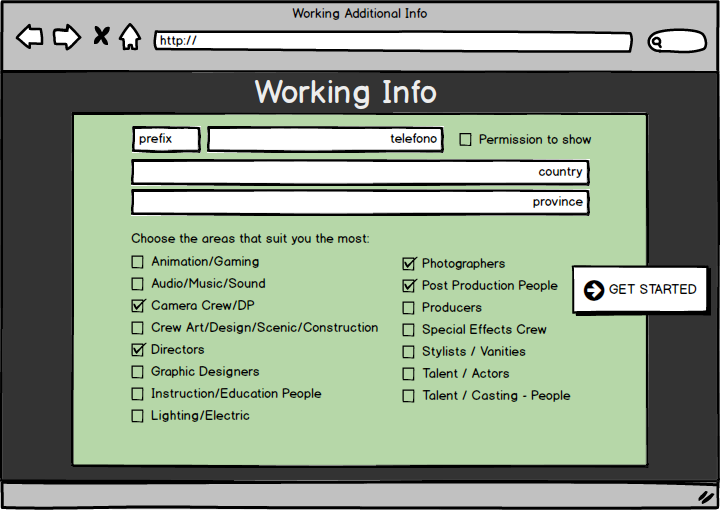 Working Additional Info
http://
Working Info
prefix
telefono
Permission to show
country
province
Choose the areas that suit you the most:
Animation/Gaming
Audio/Music/Sound
Camera Crew/DP
Crew Art/Design/Scenic/Construction
Directors
Graphic Designers
Instruction/Education People
Lighting/Electric
Photographers
Post Production People
Producers
Special Effects Crew
Stylists / Vanities
Talent / Actors
Talent / Casting - People
GET STARTED